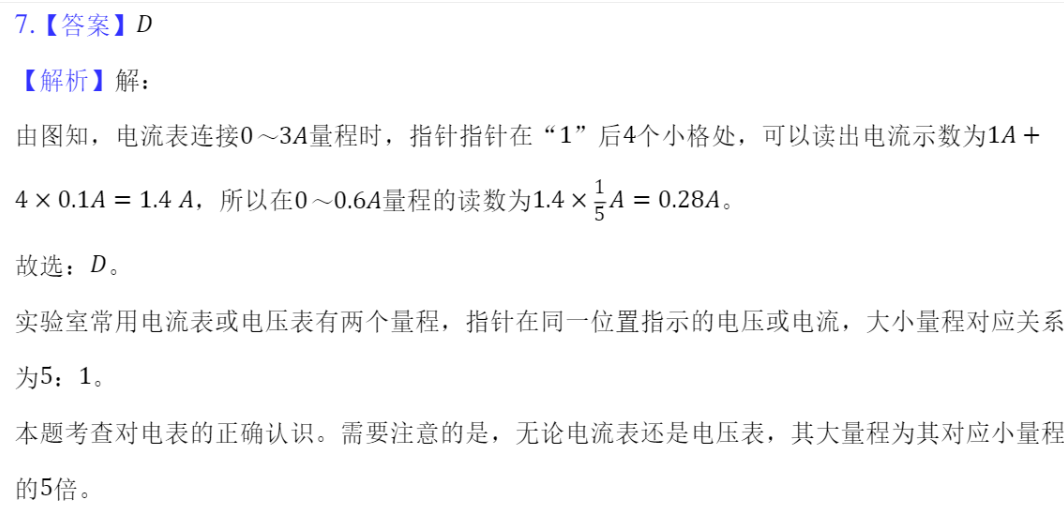 7.【答案】D
【解析】解：
由图知，电流表连接0～3A量程时，指针指针在“1”后4个小格处，可以读出电流示数为1A +
4 × 0.1A = 1.4 A，所以在0～0.6A量程的读数为1.4 × 1/5 A = 0.28A。
故选：D。
实验室常用电流表或电压表有两个量程，指针在同一位置指示的电压或电流，大小量程对应关系
为5：1。
本题考查对电表的正确认识。需要注意的是，无论电流表还是电压表，其大量程为其对应小量程
的5倍。